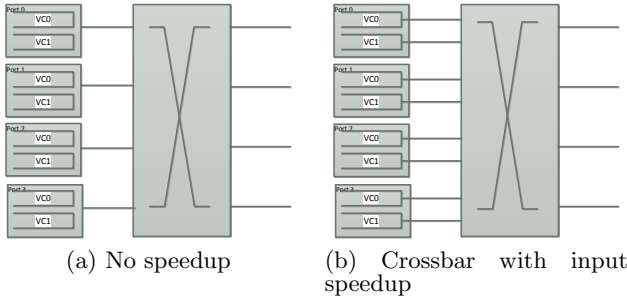 Port 0
VC0
VC1
Port 1
VC0
VC1
Port 2
VC0
VC1
Port 3
VC0
VC1
(a) No speedup
Port 0
VC0
VC1
Port 1
VC0
VC1
Port 2
VC0
VC1
Port 3
VC0
VC1
(b) Crossbar with input
speedup